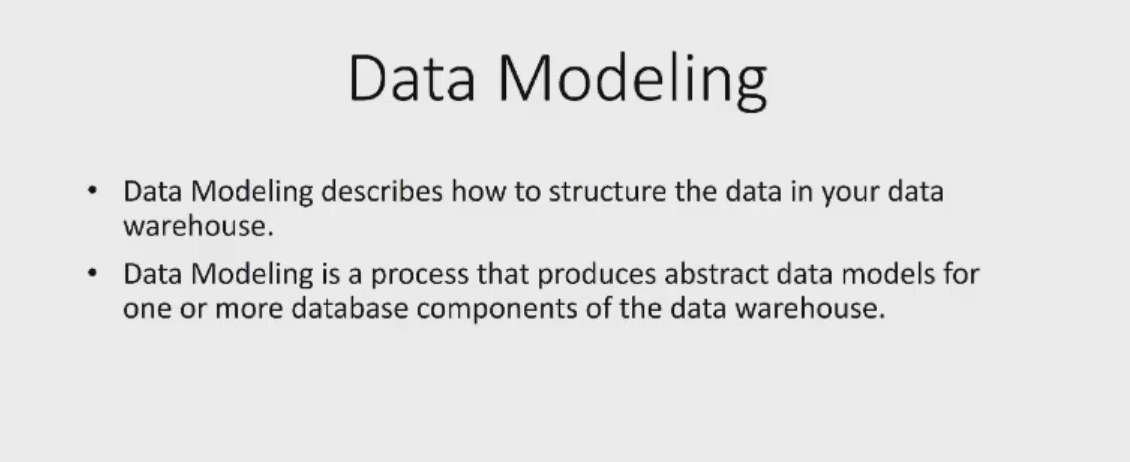 Data Modeling
• Data Modeling describes how to structure the data in your data
warehouse.
• Data Modeling is a process that produces abstract data models for
one or more database components of the data warehouse.